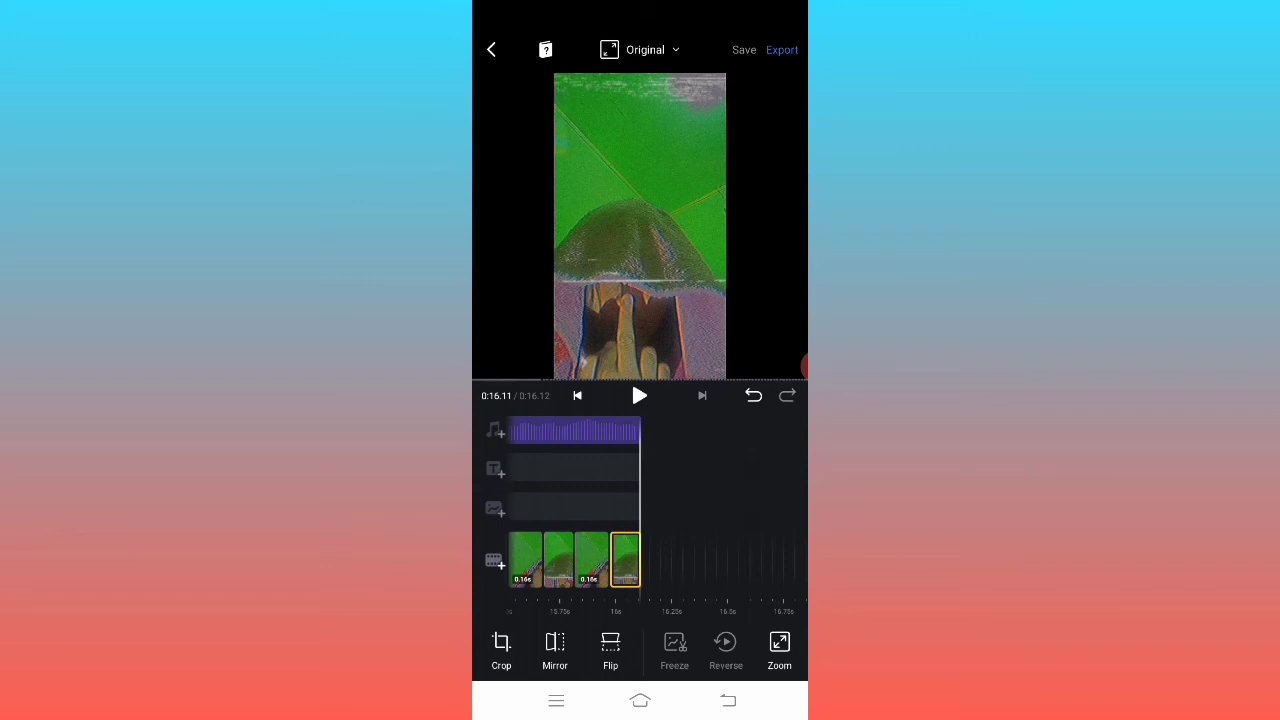 Original
Save
Export
0:16.11 / 0:16.12
T
0.16s
0.16s
15.75s
16s
16.25s
16.5s
16.75s
Crop
Mirror
Flip
Freeze
Reverse
Zoom